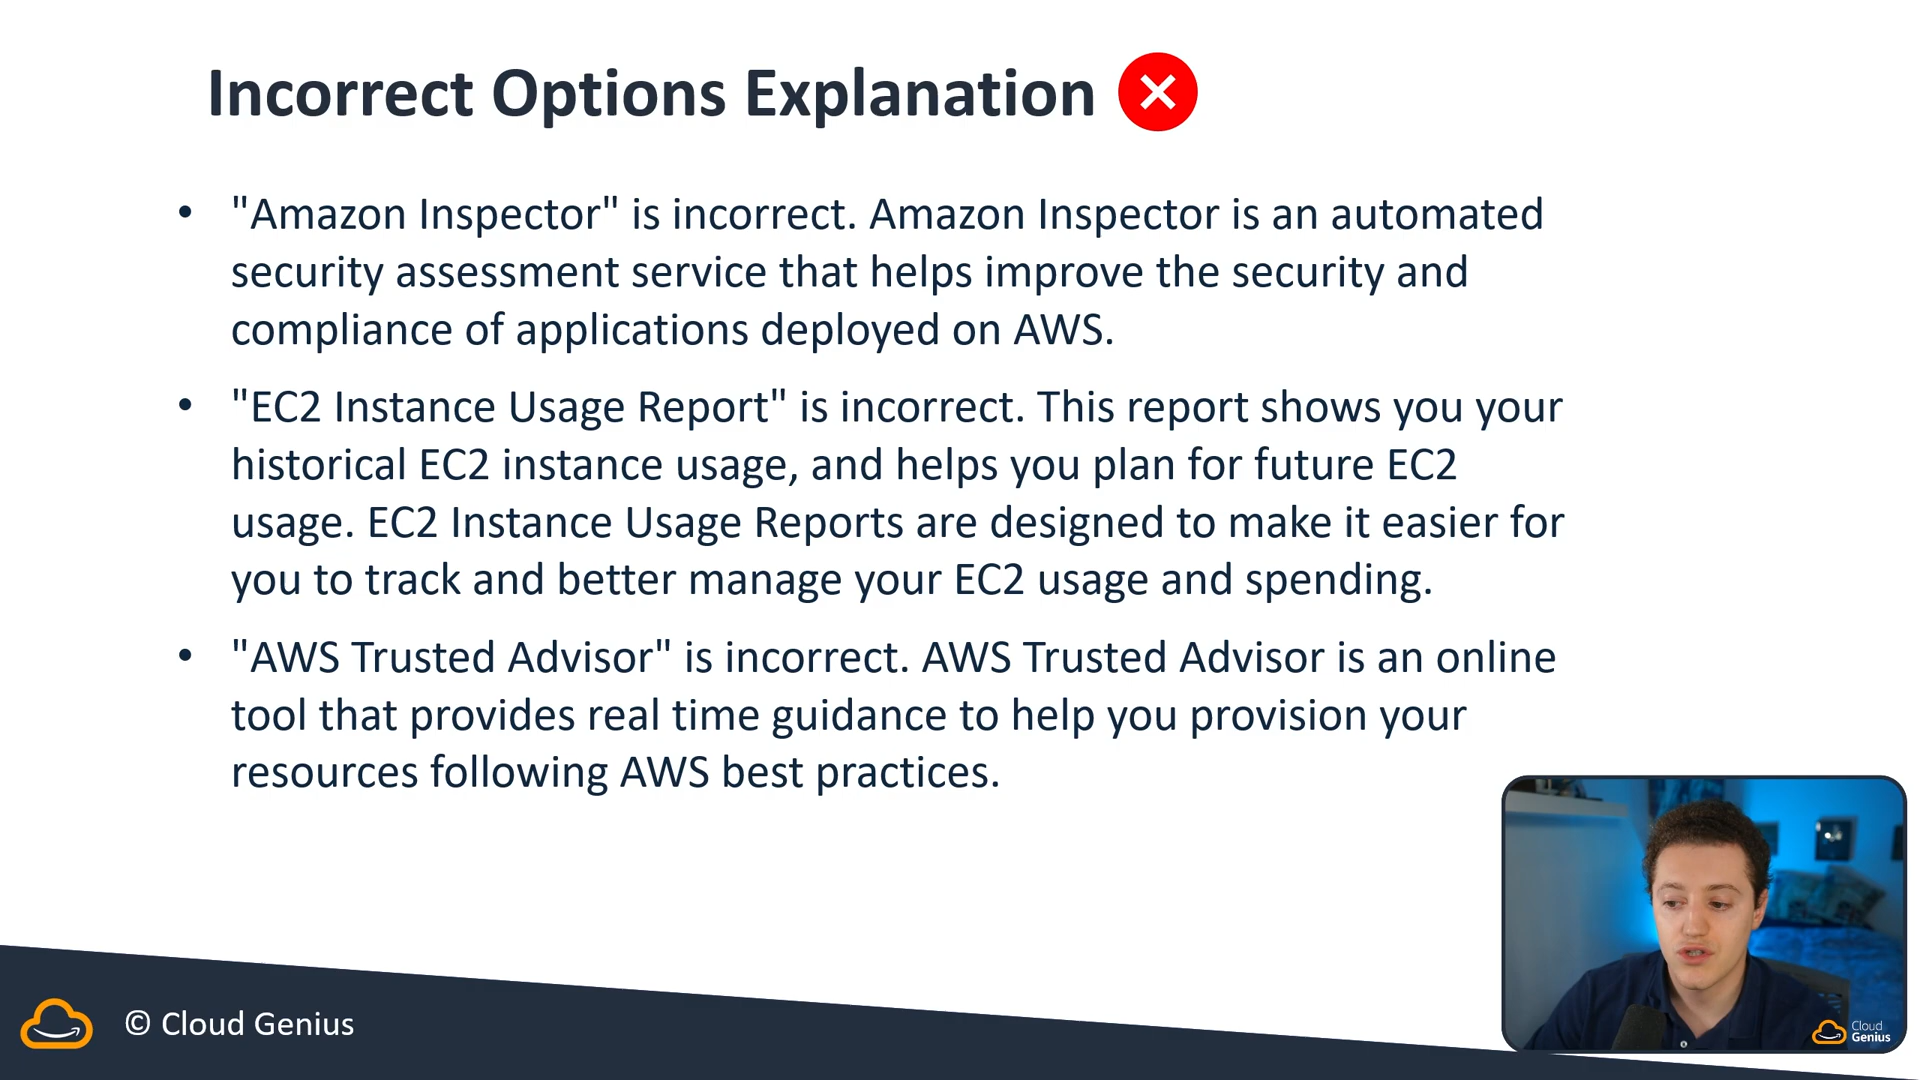 Incorrect Options Explanation
• "Amazon Inspector" is incorrect. Amazon Inspector is an automated
security assessment service that helps improve the security and
compliance of applications deployed on AWS.
• "EC2 Instance Usage Report" is incorrect. This report shows you your
historical EC2 instance usage, and helps you plan for future EC2
usage. EC2 Instance Usage Reports are designed to make it easier for
you to track and better manage your EC2 usage and spending.
• "AWS Trusted Advisor" is incorrect. AWS Trusted Advisor is an online
tool that provides real time guidance to help you provision your
resources following AWS best practices.
© Cloud Genius
Cloud
Genius